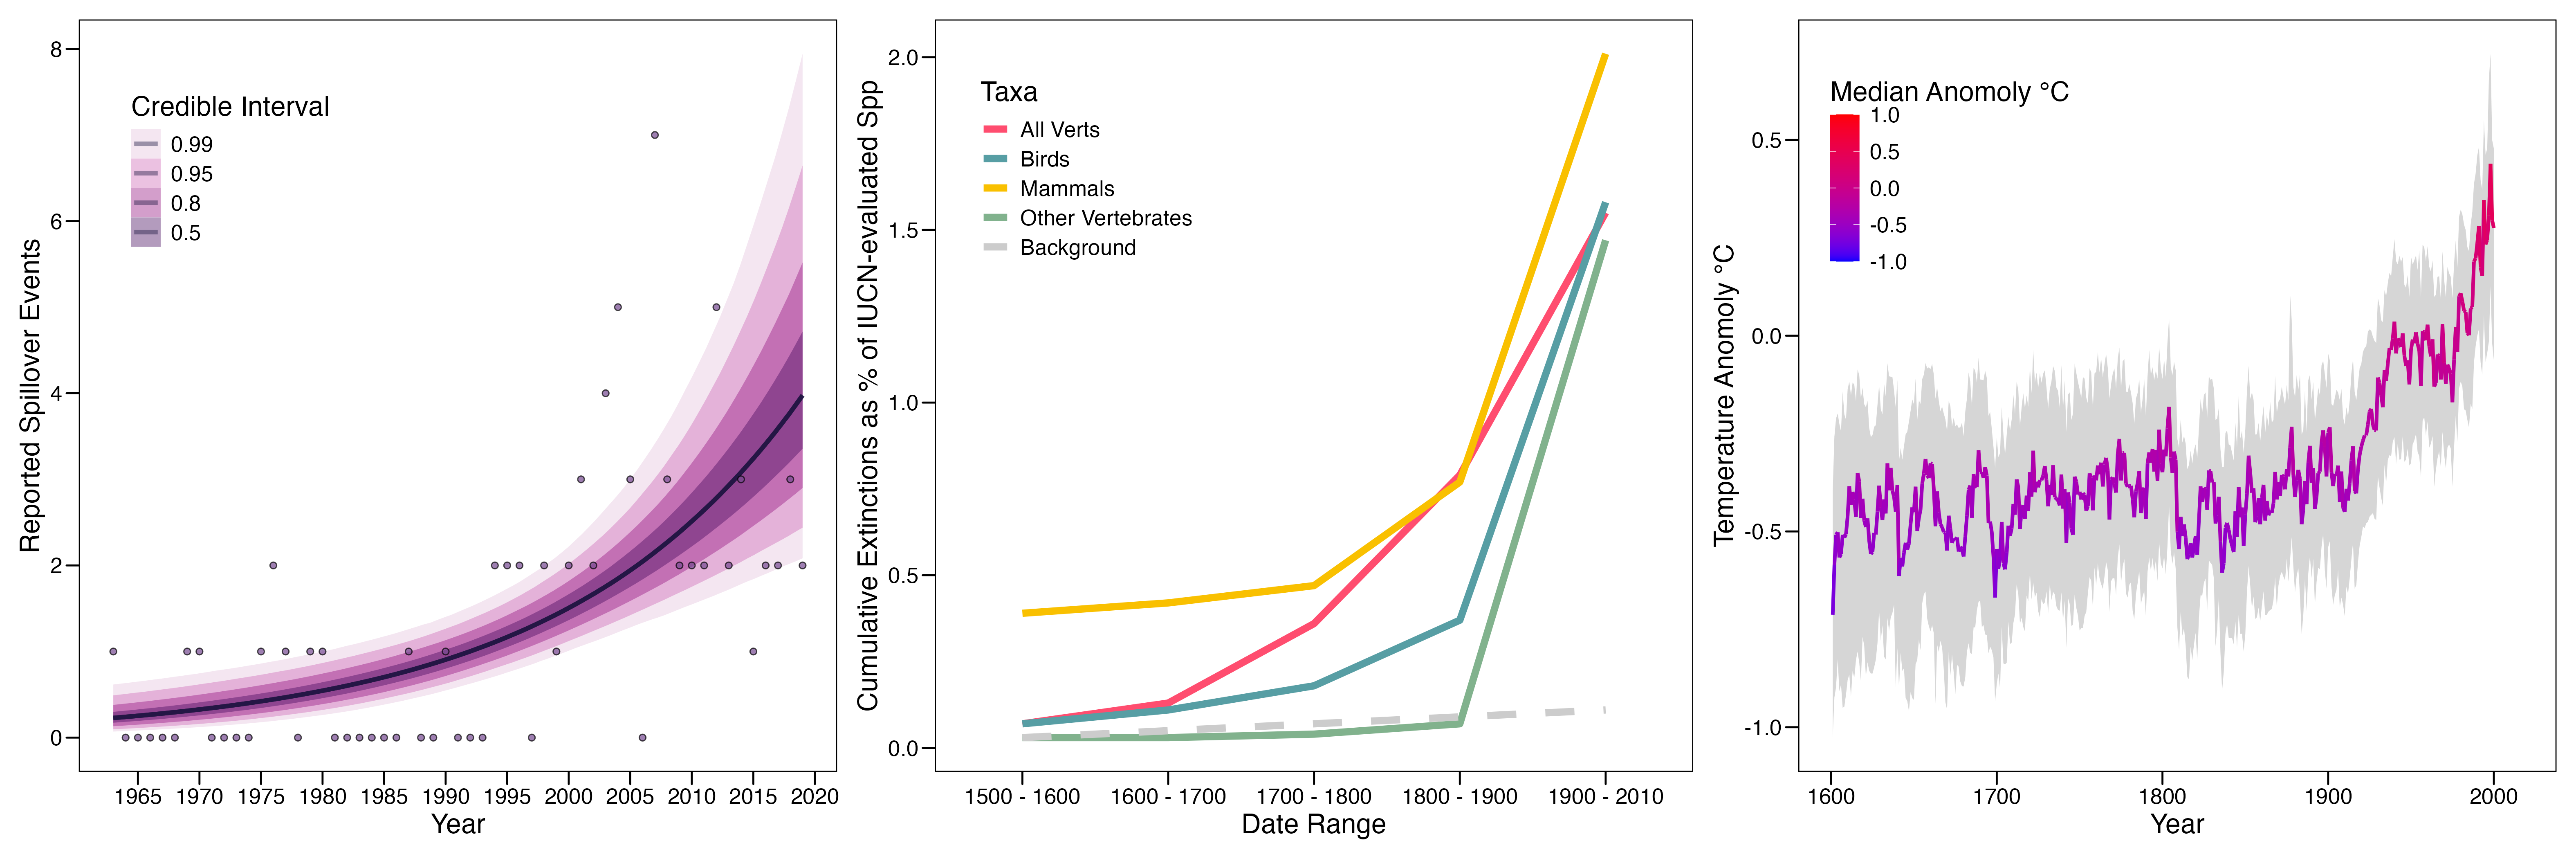 8
6
4
2
0
Reported Spillover Events
Credible Interval
0.99
0.95
0.8
0.5
1965 1970 1975 1980 1985 1990 1995 2000 2005 2010 2015 2020
Year
2.0
1.5
1.0
0.5
0.0
Cumulative Extinctions as % of IUCN-evaluated Spp
Taxa
All Verts
Birds
Mammals
Other Vertebrates
Background
1500 - 1600 1600 - 1700 1700 - 1800 1800 - 1900 1900 - 2010
Date Range
0.5
0.0
-0.5
-1.0
Temperature Anomoly °C
Median Anomoly °C
1.0
0.5
0.0
-0.5
-1.0
1600 1700 1800 1900 2000
Year